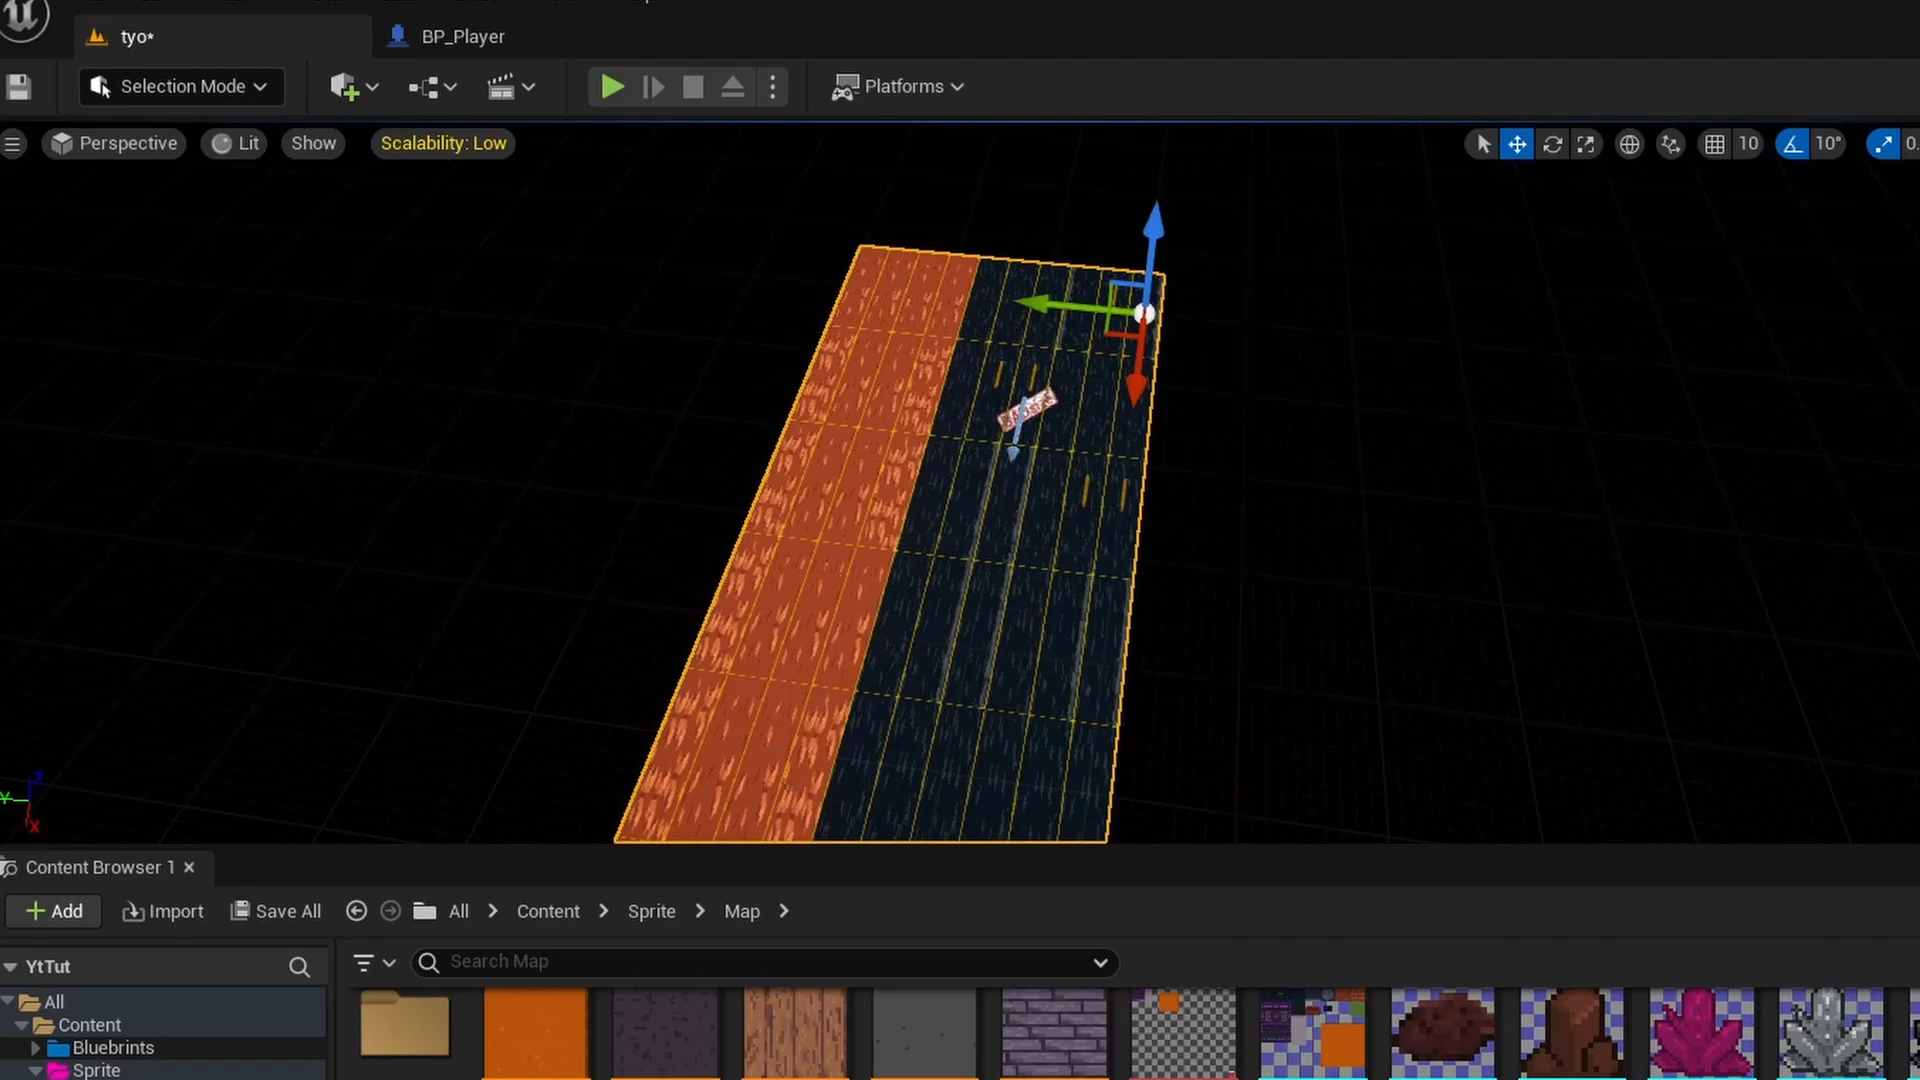 tyo*
BP_Player
Selection Mode
Platforms
Perspective
Lit
Show
Scalability: Low
10
10°
0.
Z
Y
X
Content Browser 1
Add
Import
Save All
All
Content
Sprite
Map
YtTut
Search Map
All
Content
Bluebrints
Sprite